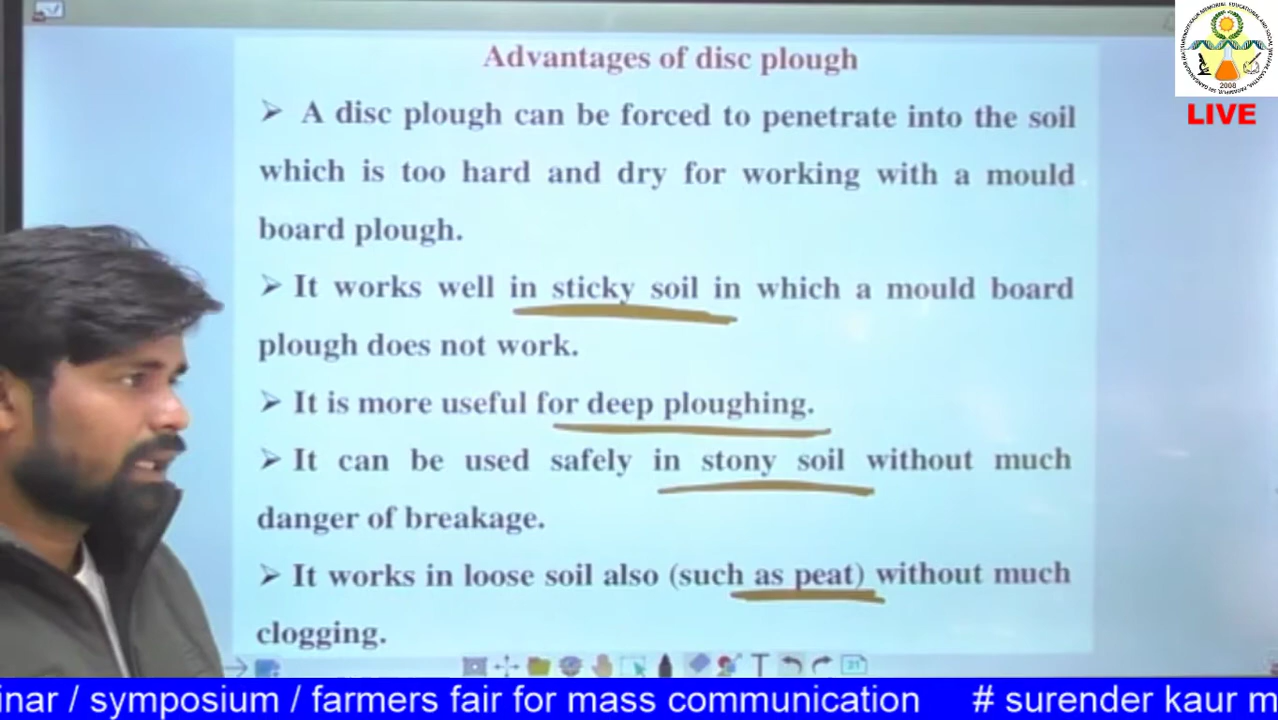 Advantages of disc plough
➢ A disc plough can be forced to penetrate into the soil
which is too hard and dry for working with a mould
board plough.
➢ It works well in sticky soil in which a mould board
plough does not work.
➢ It is more useful for deep ploughing.
➢ It can be used safely in stony soil without much
danger of breakage.
➢ It works in loose soil also (such as peat) without much
clogging.
2008
LIVE
T
31
inar / symposium / farmers fair for mass communication # surender kaur m